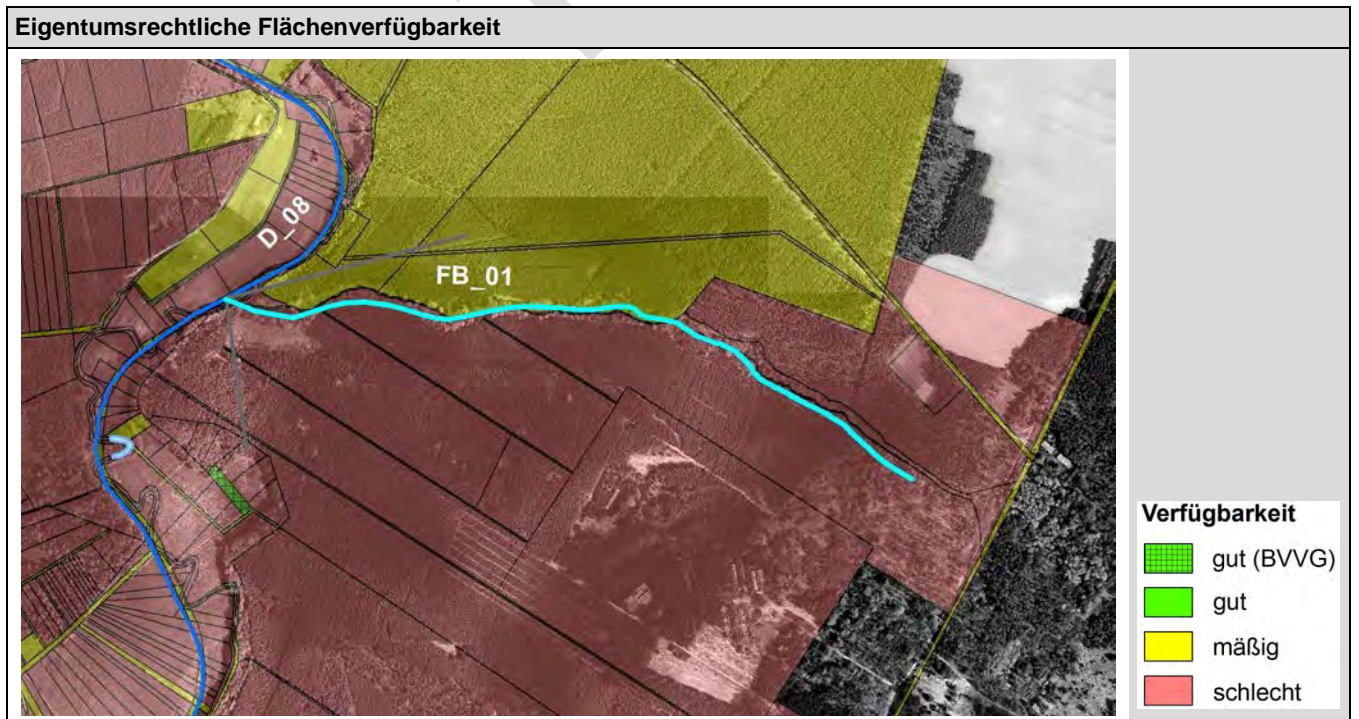 Eigentumsrechtliche Flächenverfügbarkeit
D_08
FB_01
Verfügbarkeit
gut (BVVG)
gut
mäßig
schlecht